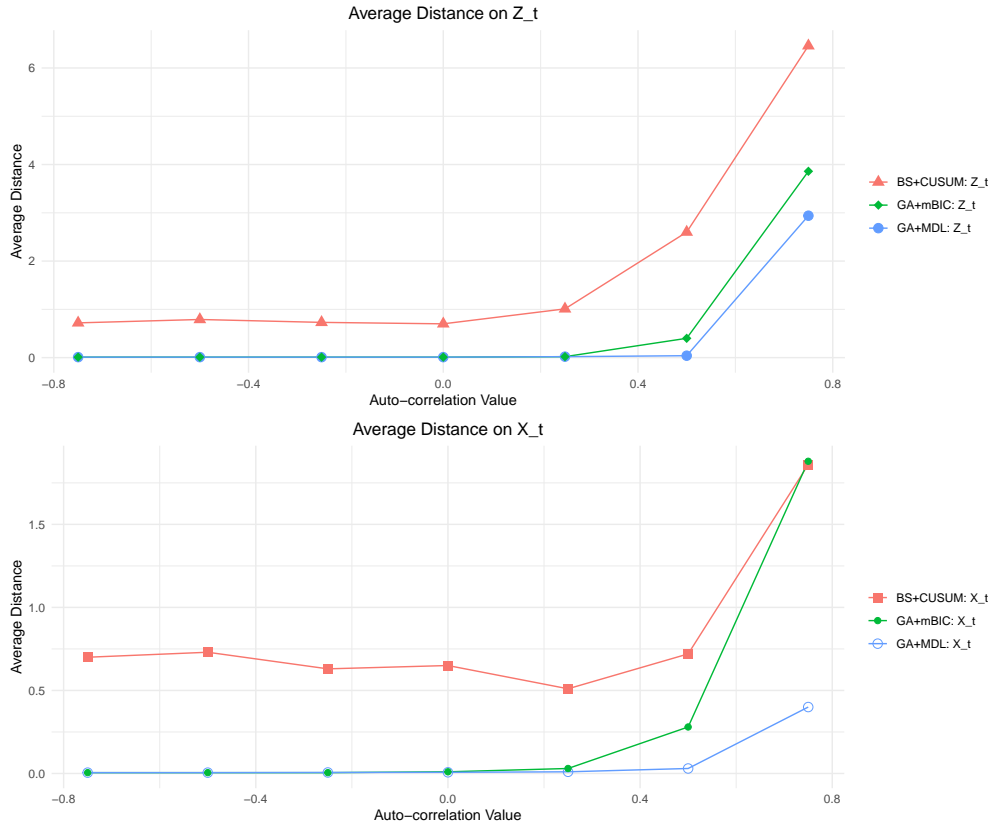 Average Distance on Z_t
6
4
2
0
Average Distance
−0.8
−0.4
0.0
0.4
0.8
Auto−correlation Value
BS+CUSUM: Z_t
GA+mBIC: Z_t
GA+MDL: Z_t
Average Distance on X_t
1.5
1.0
0.5
0.0
Average Distance
−0.8
−0.4
0.0
0.4
0.8
Auto−correlation Value
BS+CUSUM: X_t
GA+mBIC: X_t
GA+MDL: X_t